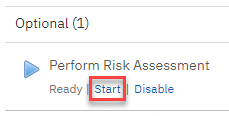 Optional (1)
Perform Risk Assessment
Ready | Start | Disable